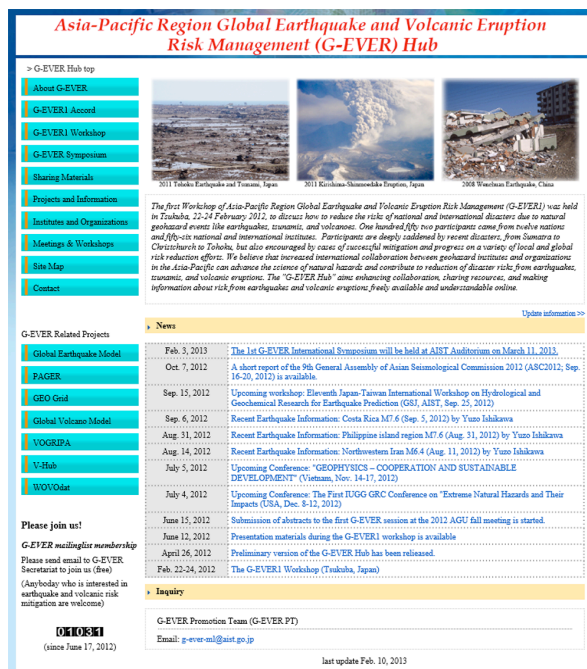 Asia-Pacific Region Global Earthquake and Volcanic Eruption
Risk Management (G-EVER) Hub
> G-EVER Hub top
About G-EVER
G-EVER1 Accord
G-EVER1 Workshop
G-EVER Symposium
Sharing Materials
Projects and Information
Institutes and Organizations
Meetings & Workshops
Site Map
Contact
G-EVER Related Projects
Global Earthquake Model
PAGER
GEO Grid
Global Volcano Model
VOGRIPA
V-Hub
WOVOdat
Please join us!
G-EVER mailinglist membership
Please send email to G-EVER
Secretariat to join us (free)
(Anyboday who is interested in
earthquake and volcanic risk
mitigation are welcome)
01031
(since June 17, 2012)
2011 Tohoku Earthquake and Tsunami, Japan
2011 Kirishima-Shinmoedake Eruption, Japan
2008 Wenchuan Earthquake, China
The first Workshop of Asia-Pacific Region Global Earthquake and Volcanic Eruption Risk Management (G-EVER1) was held
in Tsukuba, 22-24 February 2012, to discuss how to reduce the risks of national and international disasters due to natural
geohazard events like earthquakes, tsunamis, and volcanoes. One hundred fifty two participants came from twelve nations
and fifty-six national and international institutes. Participants are deeply saddened by recent disasters, from Sumatra to
Christchurch to Tohoku, but also encouraged by cases of successful mitigation and progress on a variety of local and global
risk reduction efforts. We believe that increased international collaboration between geohazard institutes and organizations
in the Asia-Pacific can advance the science of natural hazards and contribute to reduction of disaster risks from earthquakes,
tsunamis, and volcanic eruptions. The "G-EVER Hub" aims enhancing collaboration, sharing resources, and making
information about risk from earthquakes and volcanic eruptions freely available and understandable online.
Update information >>
News
Feb. 3, 2013 The 1st G-EVER International Symposium will be held at AIST Auditorium on March 11, 2013.
Oct. 7, 2012 A short report of the 9th General Assembly of Asian Seismological Commission 2012 (ASC2012; Sep.
16-20, 2012) is available.
Sep. 15, 2012 Upcoming workshop: Eleventh Japan-Taiwan International Workshop on Hydrological and
Geochemical Research for Earthquake Prediction (GSJ, AIST, Sep. 25, 2012)
Sep. 6, 2012 Recent Earthquake Information: Costa Rica M7.6 (Sep. 5, 2012) by Yuzo Ishikawa
Aug. 31, 2012 Recent Earthquake Information: Philippine island region M7.6 (Aug. 31, 2012) by Yuzo Ishikawa
Aug. 14, 2012 Recent Earthquake Information: Northwestern Iran M6.4 (Aug. 11, 2012) by Yuzo Ishikawa
July 5, 2012 Upcoming Conference: "GEOPHYSICS – COOPERATION AND SUSTAINABLE
DEVELOPMENT" (Vietnam, Nov. 14-17, 2012)
July 4, 2012 Upcoming Conference: The First IUGG GRC Conference on "Extreme Natural Hazards and Their
Impacts (USA, Dec. 8-12, 2012)
June 15, 2012 Submission of abstracts to the first G-EVER session at the 2012 AGU fall meeting is started.
June 12, 2012 Presentation materials during the G-EVER1 workshop is available
April 26, 2012 Preliminary version of the G-EVER Hub has been relieased.
Feb. 22-24, 2012 The G-EVER1 Workshop (Tsukuba, Japan)
Inquiry
G-EVER Promotion Team (G-EVER PT)
Email: g-ever-ml@aist.go.jp
last update Feb. 10, 2013